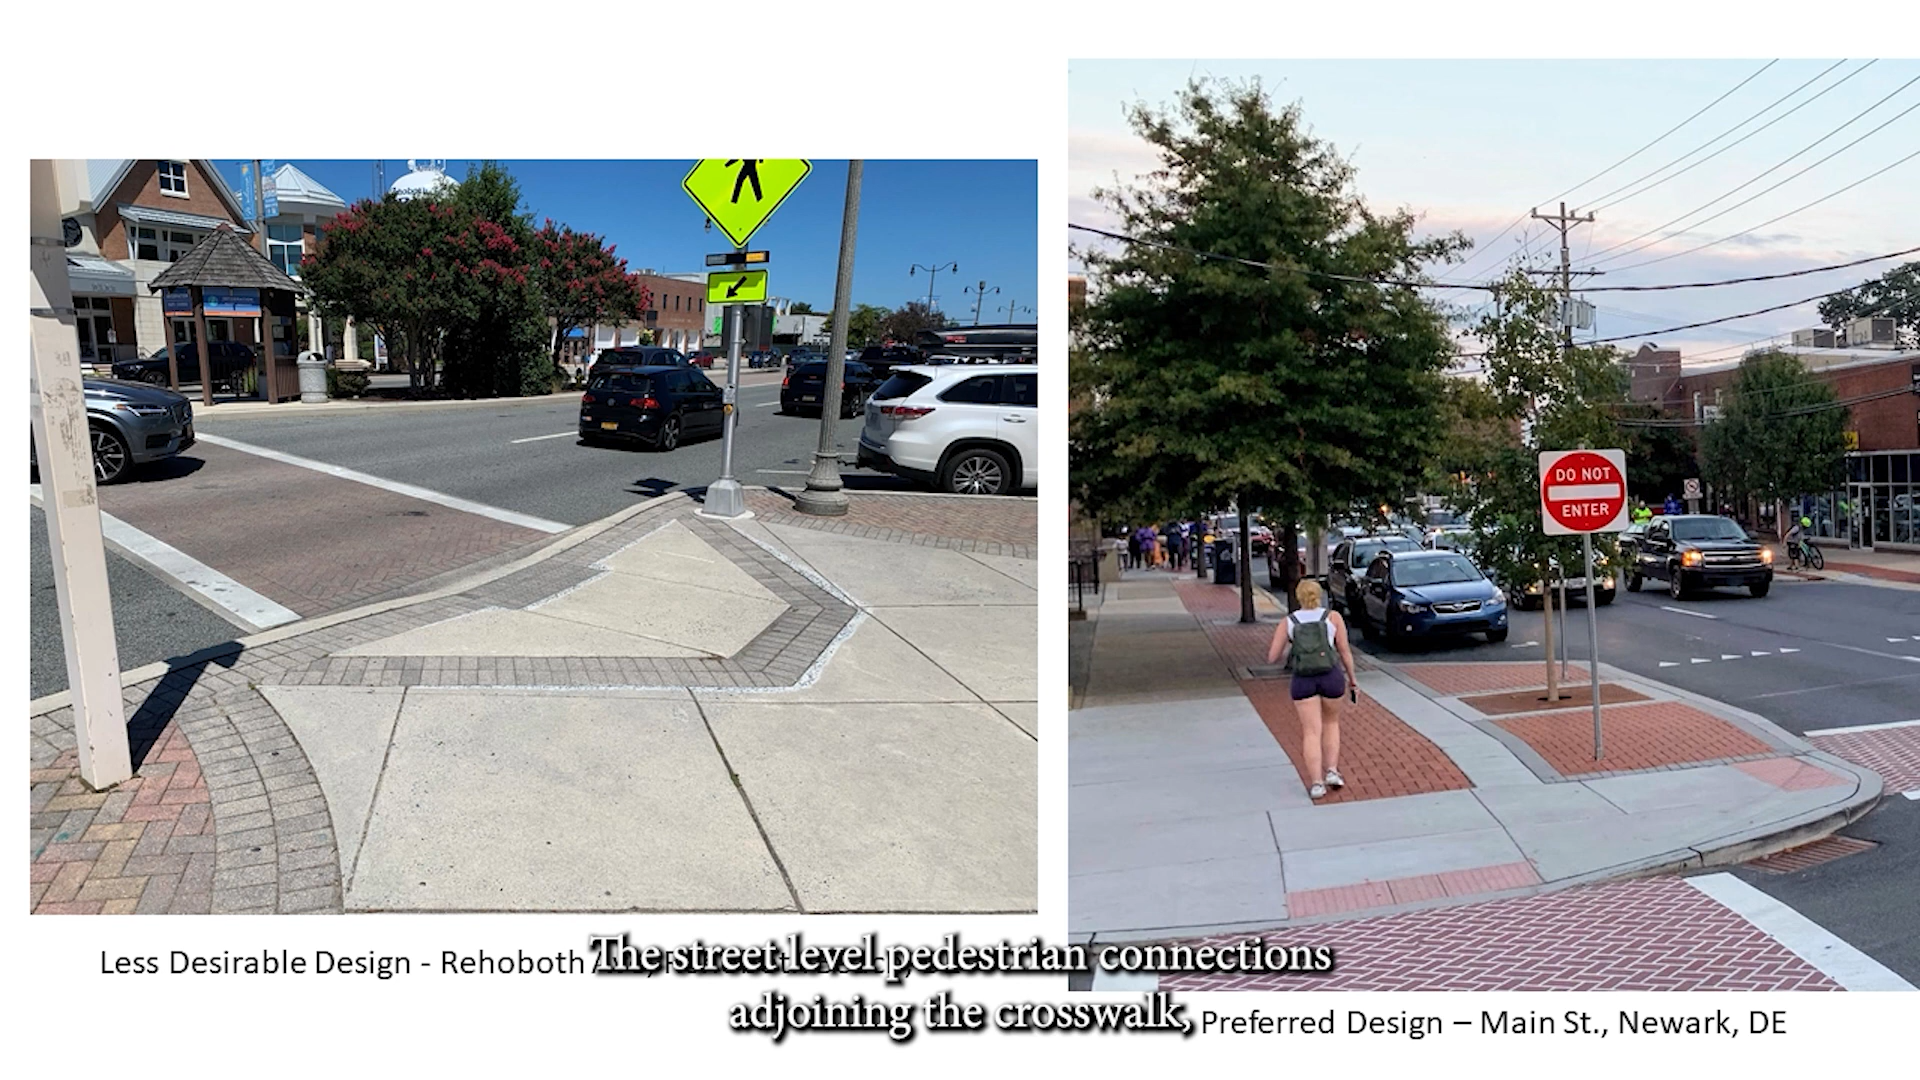 DO NOT
ENTER
Less Desirable Design - Rehoboth
The street level pedestrian connections
adjoining the crosswalk,
Preferred Design – Main St., Newark, DE